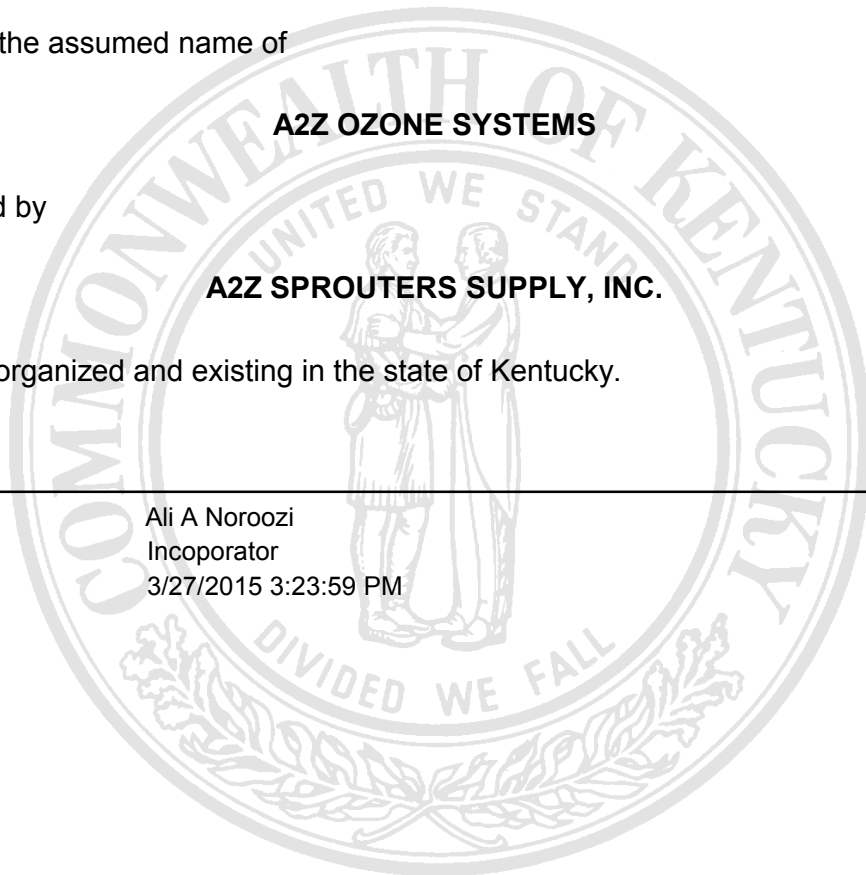 the assumed name of
A2Z OZONE SYSTEMS
d by
A2Z SPROUTERS SUPPLY, INC.
organized and existing in the state of Kentucky.
Ali A Noroozi
Incoporator
3/27/2015 3:23:59 PM
COMMONWEALTH OF KENTUCKY
UNITED WE STAND
DIVIDED WE FALL